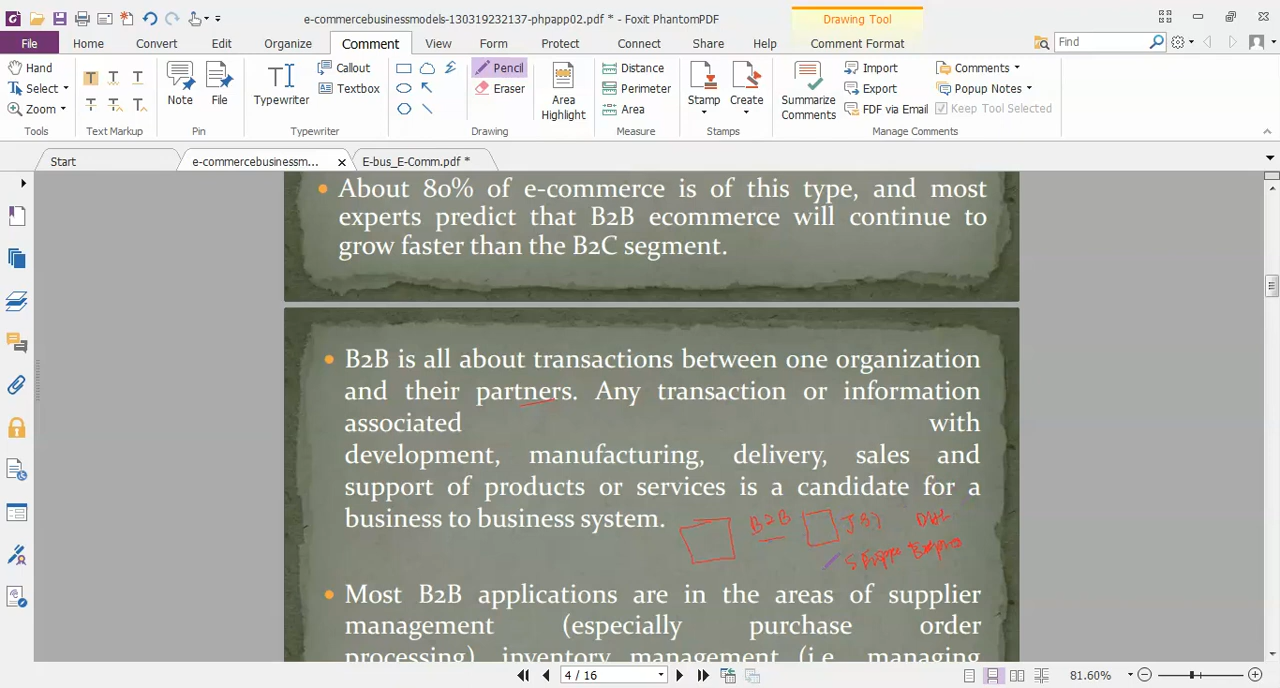 e-commercebusinessmodels-130319232137-phpapp02.pdf * - Foxit PhantomPDF
Drawing Tool
File Home Convert Edit Organize Comment View Form Protect Connect Share Help Comment Format Find
Hand
Select
Zoom
Tools
T T T
T T T
Text Markup
Note File
Pin
Typewriter
Callout
Textbox
Typewriter
Pencil
Eraser
Drawing
Area Highlight
Distance
Perimeter
Area
Measure
Stamp Create
Stamps
Summarize Comments
Import
Export
FDF via Email
Comments
Popup Notes
Keep Tool Selected
Manage Comments
Start e-commercebusinessm... E-bus_E-Comm.pdf *
• About 80% of e-commerce is of this type, and most
experts predict that B2B ecommerce will continue to
grow faster than the B2C segment.
• B2B is all about transactions between one organization
and their partners. Any transaction or information
associated with
development, manufacturing, delivery, sales and
support of products or services is a candidate for a
business to business system.
B2B
• Most B2B applications are in the areas of supplier
management (especially purchase order
processing), inventory management (i.e. managing
4 / 16 81.60%